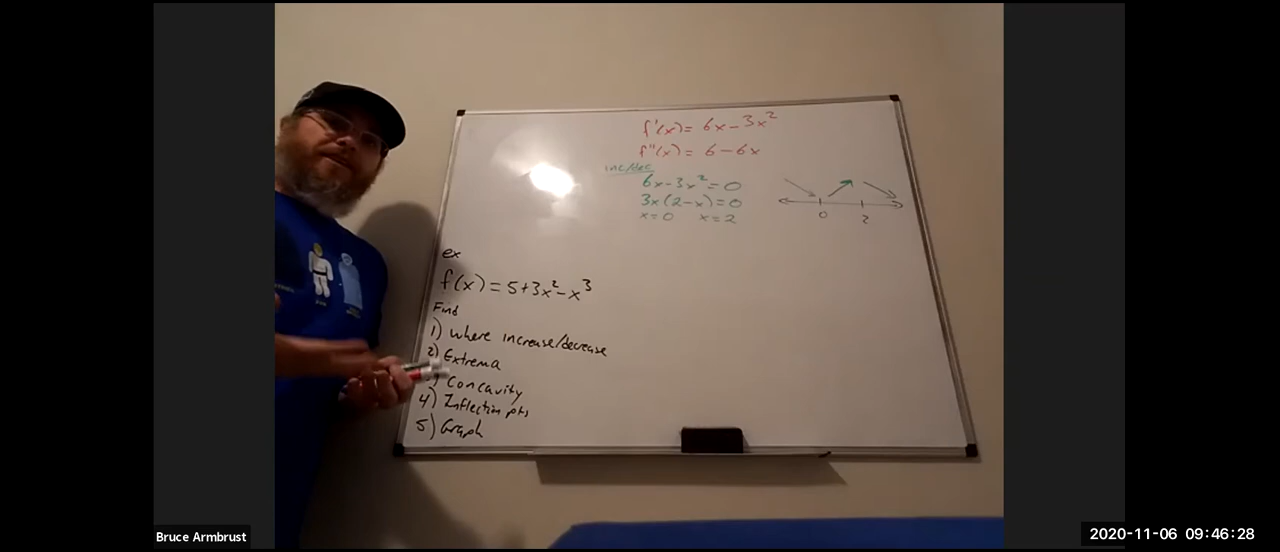 f'(x) = 6x - 3x²
f"(x) = 6 - 6x
inc/dec
6x - 3x² = 0
3x(2 - x) = 0
x = 0 x = 2
0 2
ex
f(x) = 5 + 3x² - x³
Find
1) where increase/decrease
2) Extrema
) Concavity
4) Inflection pts
5) Graph
Bruce Armbrust
2020-11-06 09:46:28